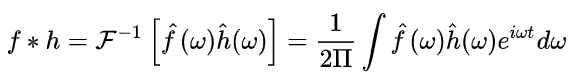 f ∗ h = ℱ⁻¹ [f̂ (ω)ĥ(ω)] = 1/2Π ∫ f̂ (ω)ĥ(ω)e^{iωt}dω